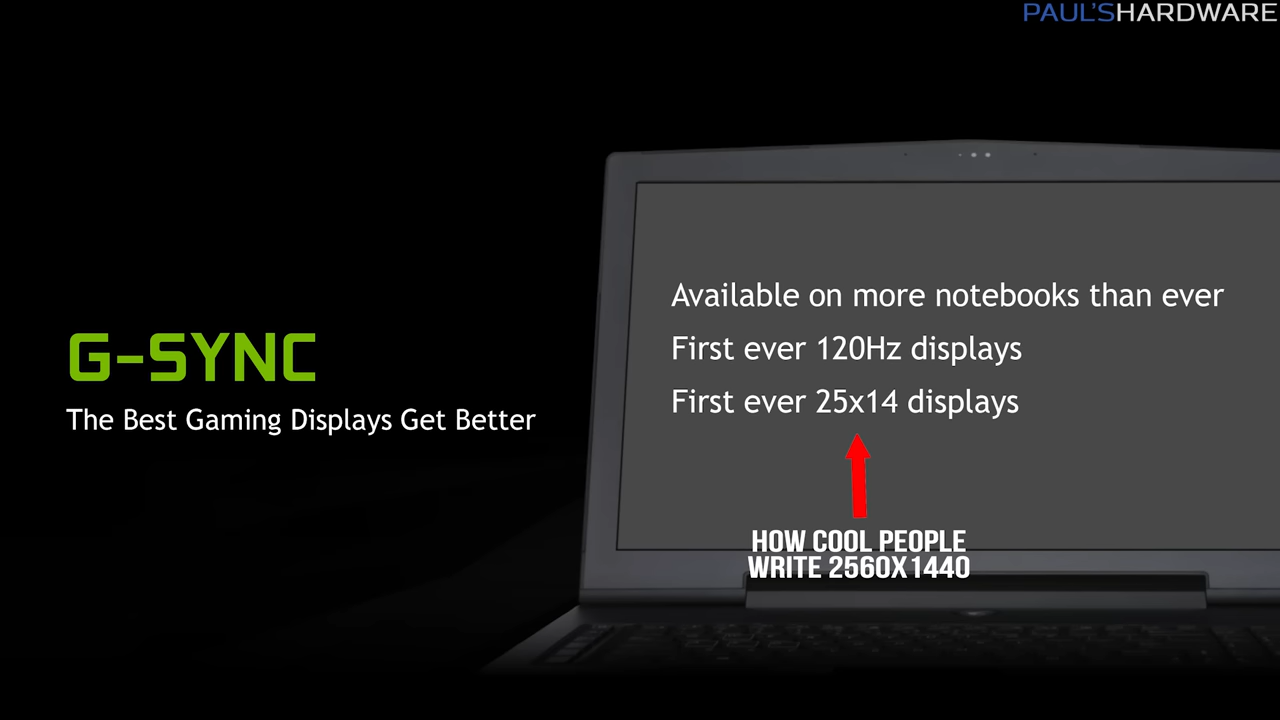 PAUL'SHARDWARE
G-SYNC
The Best Gaming Displays Get Better
Available on more notebooks than ever
First ever 120Hz displays
First ever 25x14 displays
HOW COOL PEOPLE
WRITE 2560X1440